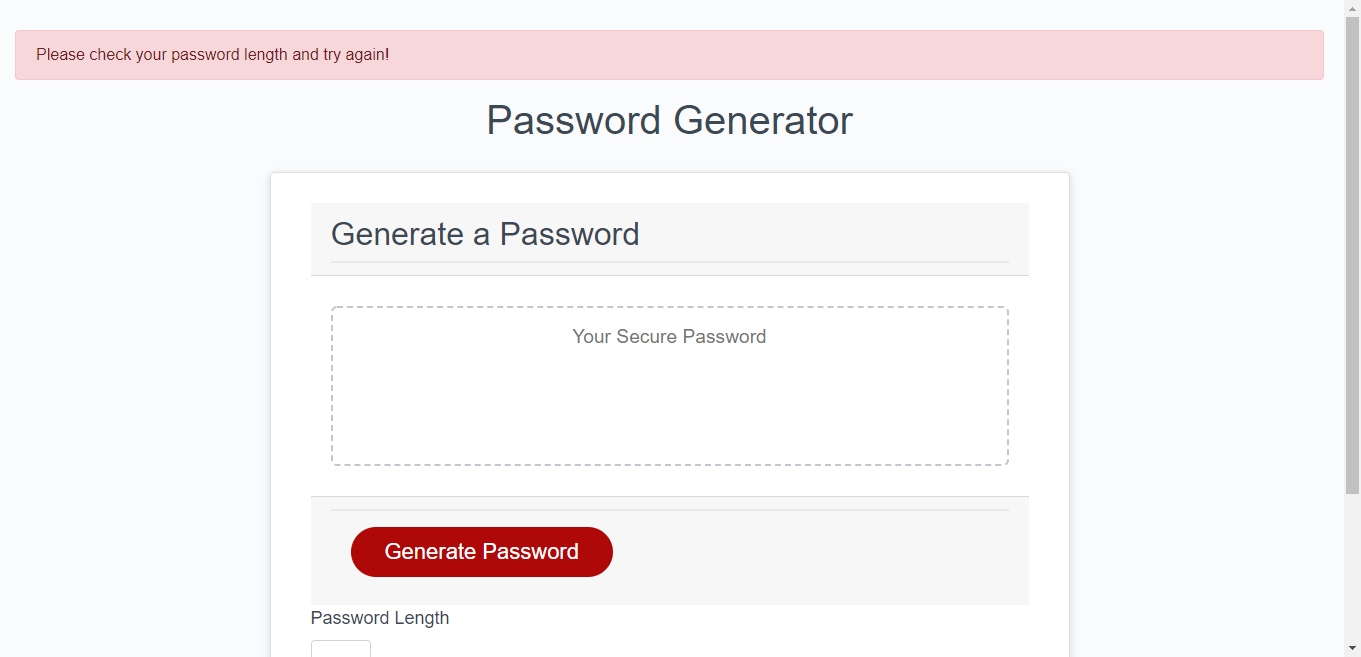 Please check your password length and try again!
Password Generator
Generate a Password
Your Secure Password
Generate Password
Password Length